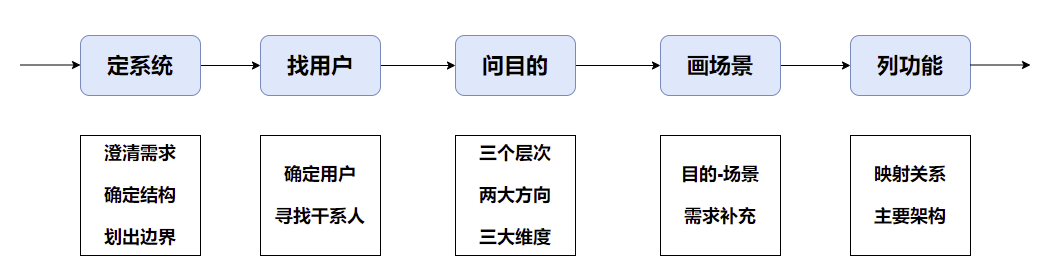 定系统
找用户
问目的
画场景
列功能
澄清需求
确定结构
划出边界
确定用户
寻找干系人
三个层次
两大方向
三大维度
目的-场景
需求补充
映射关系
主要架构